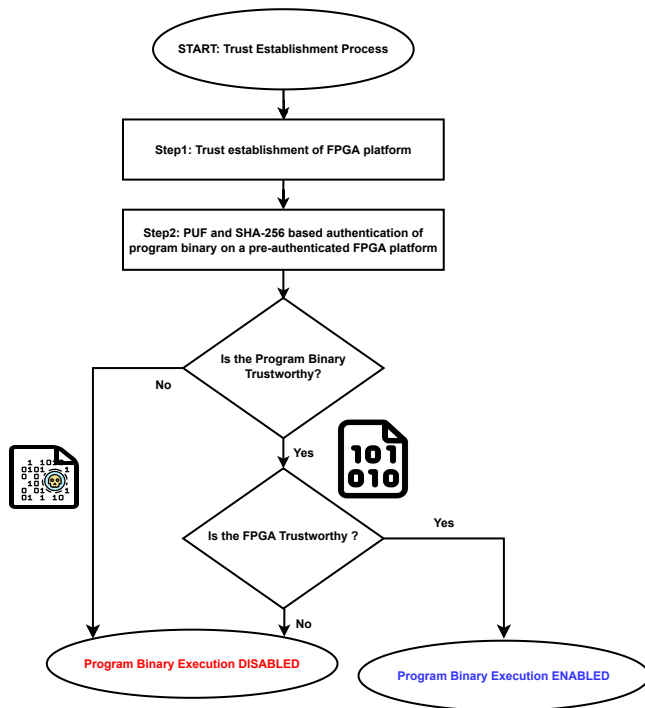 START: Trust Establishment Process
Step1: Trust establishment of FPGA platform
Step2: PUF and SHA-256 based authentication of
program binary on a pre-authenticated FPGA platform
Is the Program Binary
Trustworthy?
No
Yes
101
010
Is the FPGA Trustworthy ?
Yes
No
Program Binary Execution DISABLED
Program Binary Execution ENABLED